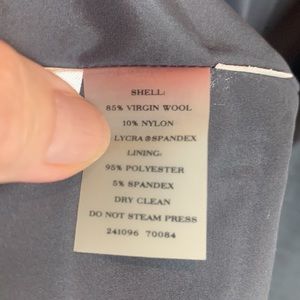 SHELL:
85% VIRGIN WOOL
10% NYLON
LYCRA®SPANDEX
LINING:
95% POLYESTER
5% SPANDEX
DRY CLEAN
DO NOT STEAM PRESS
241096 70084